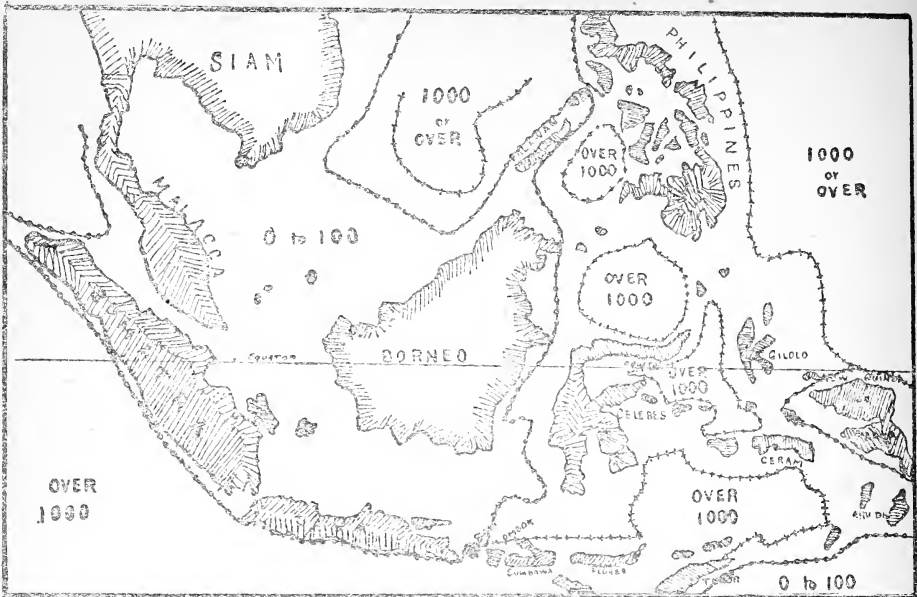 SIAM
PHILIPPINES
1000
or
OVER
OVER
1000
1000
or
OVER
MALACCA
0 to 100
OVER
1000
EQUATOR
BORNEO
GILOLO
OVER
1000
CELEBES
CERAM
OVER
1000
OVER
1000
SUMBAWA
FLORES
TIMOR
0 to 100